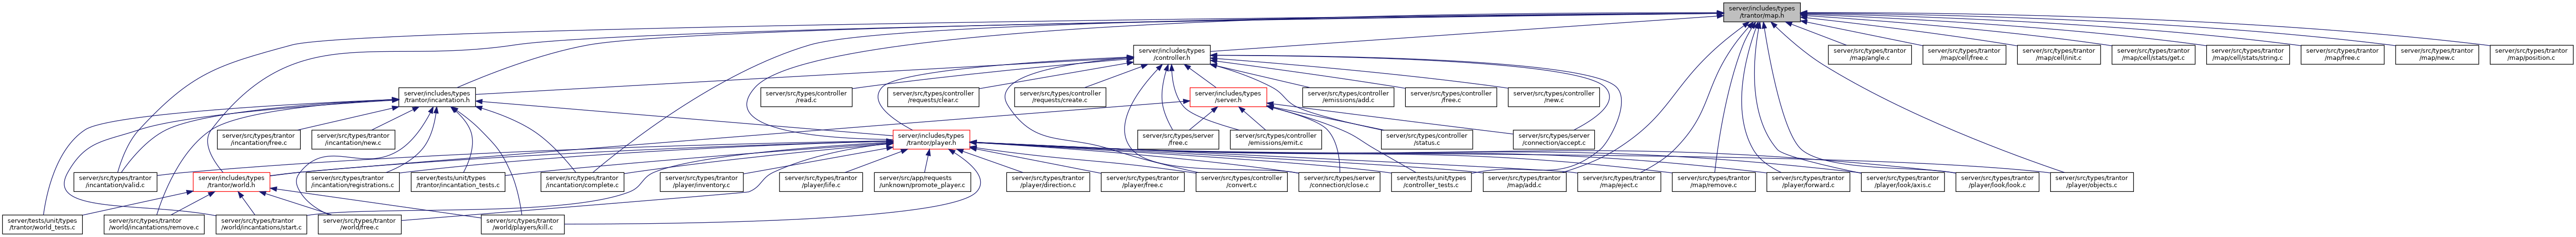 server/includes/types
/trantor/map.h
server/includes/types
/controller.h
server/src/types/trantor
/map/angle.c
server/src/types/trantor
/map/cell/free.c
server/src/types/trantor
/map/cell/init.c
server/src/types/trantor
/map/cell/stats/get.c
server/src/types/trantor
/map/cell/stats/string.c
server/src/types/trantor
/map/free.c
server/src/types/trantor
/map/new.c
server/src/types/trantor
/map/position.c
server/includes/types
/trantor/incantation.h
server/src/types/controller
/read.c
server/src/types/controller
/requests/clear.c
server/src/types/controller
/requests/create.c
server/includes/types
/server.h
server/src/types/controller
/emissions/add.c
server/src/types/controller
/free.c
server/src/types/controller
/new.c
server/src/types/trantor
/incantation/free.c
server/src/types/trantor
/incantation/new.c
server/includes/types
/trantor/player.h
server/src/types/server
/free.c
server/src/types/controller
/emissions/emit.c
server/src/types/controller
/status.c
server/src/types/server
/connection/accept.c
server/src/types/trantor
/incantation/valid.c
server/includes/types
/trantor/world.h
server/src/types/trantor
/incantation/registrations.c
server/tests/unit/types
/trantor/incantation_tests.c
server/src/types/trantor
/incantation/complete.c
server/src/types/trantor
/player/inventory.c
server/src/types/trantor
/player/life.c
server/src/app/requests
/unknown/promote_player.c
server/src/types/trantor
/player/direction.c
server/src/types/trantor
/player/free.c
server/src/types/controller
/convert.c
server/src/types/server
/connection/close.c
server/tests/unit/types
/controller_tests.c
server/src/types/trantor
/map/add.c
server/src/types/trantor
/map/eject.c
server/src/types/trantor
/map/remove.c
server/src/types/trantor
/player/forward.c
server/src/types/trantor
/player/look/axis.c
server/src/types/trantor
/player/look/look.c
server/src/types/trantor
/player/objects.c
server/tests/unit/types
/trantor/world_tests.c
server/src/types/trantor
/world/incantations/remove.c
server/src/types/trantor
/world/incantations/start.c
server/src/types/trantor
/world/free.c
server/src/types/trantor
/world/players/kill.c